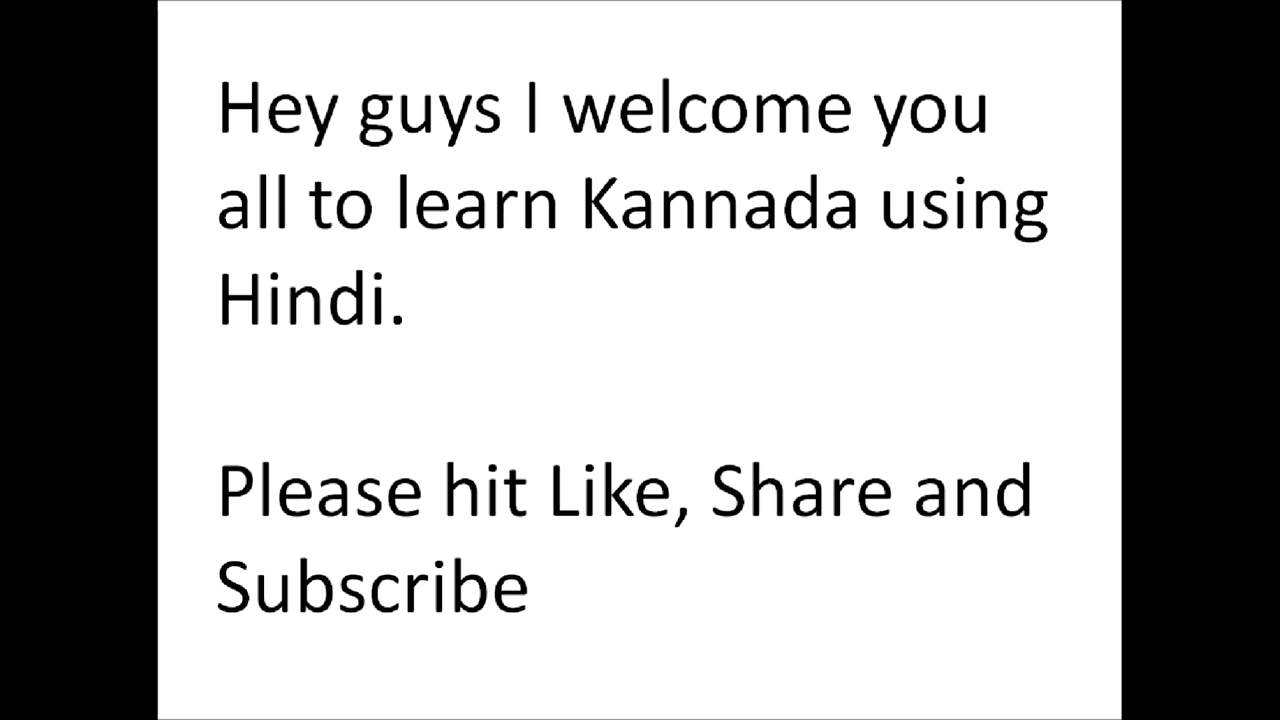 Hey guys I welcome you
all to learn Kannada using
Hindi.
Please hit Like, Share and
Subscribe